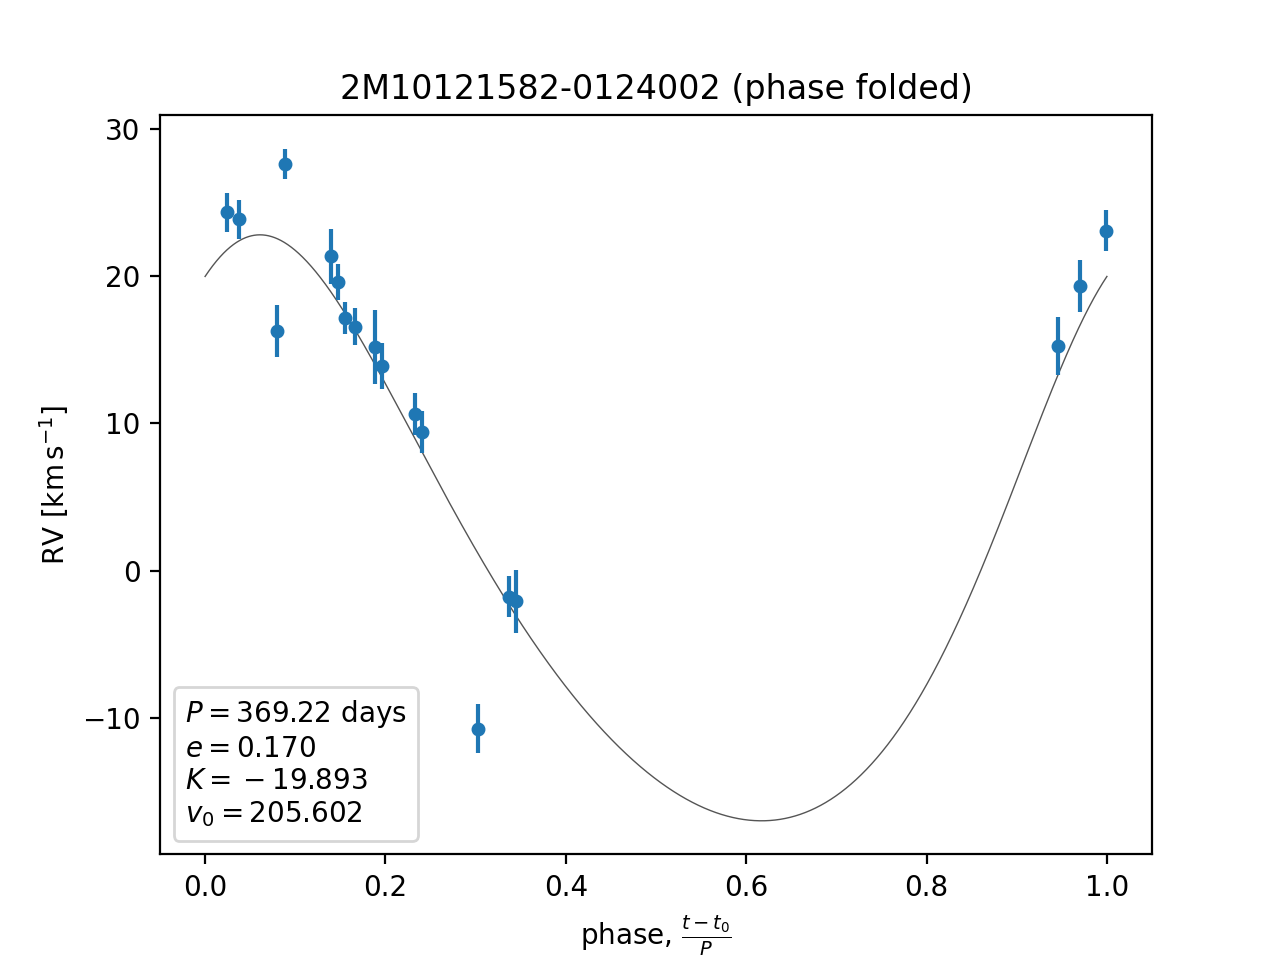 2M10121582-0124002 (phase folded)
30
20
10
0
−10
RV [km s⁻¹]
P = 369.22 days
e = 0.170
K = −19.893
v₀ = 205.602
0.0 0.2 0.4 0.6 0.8 1.0
phase, (t − t₀)/P